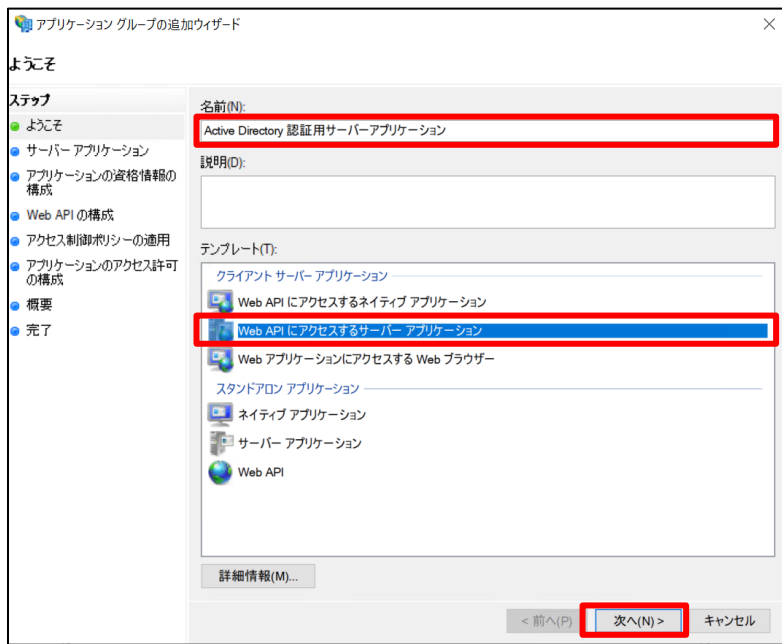 アプリケーション グループの追加ウィザード
ようこそ
ステップ
ようこそ
サーバー アプリケーション
アプリケーションの資格情報の
構成
Web API の構成
アクセス制御ポリシーの適用
アプリケーションのアクセス許可
の構成
概要
完了
名前(N):
Active Directory 認証用サーバーアプリケーション
説明(D):
テンプレート(T):
クライアント サーバー アプリケーション
Web API にアクセスするネイティブ アプリケーション
Web API にアクセスするサーバー アプリケーション
Web アプリケーションにアクセスする Web ブラウザー
スタンドアロン アプリケーション
ネイティブ アプリケーション
サーバー アプリケーション
Web API
詳細情報(M)...
< 前へ(P)
次へ(N) >
キャンセル